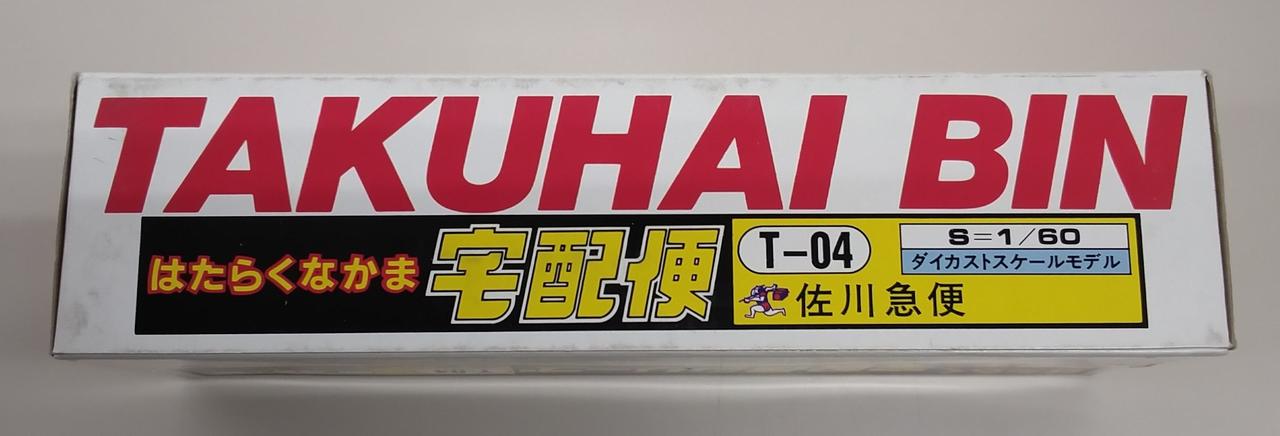 TAKUHAI BIN
はたらくなかま 宅配便
T-04
S=1/60
ダイカストスケールモデル
佐川急便